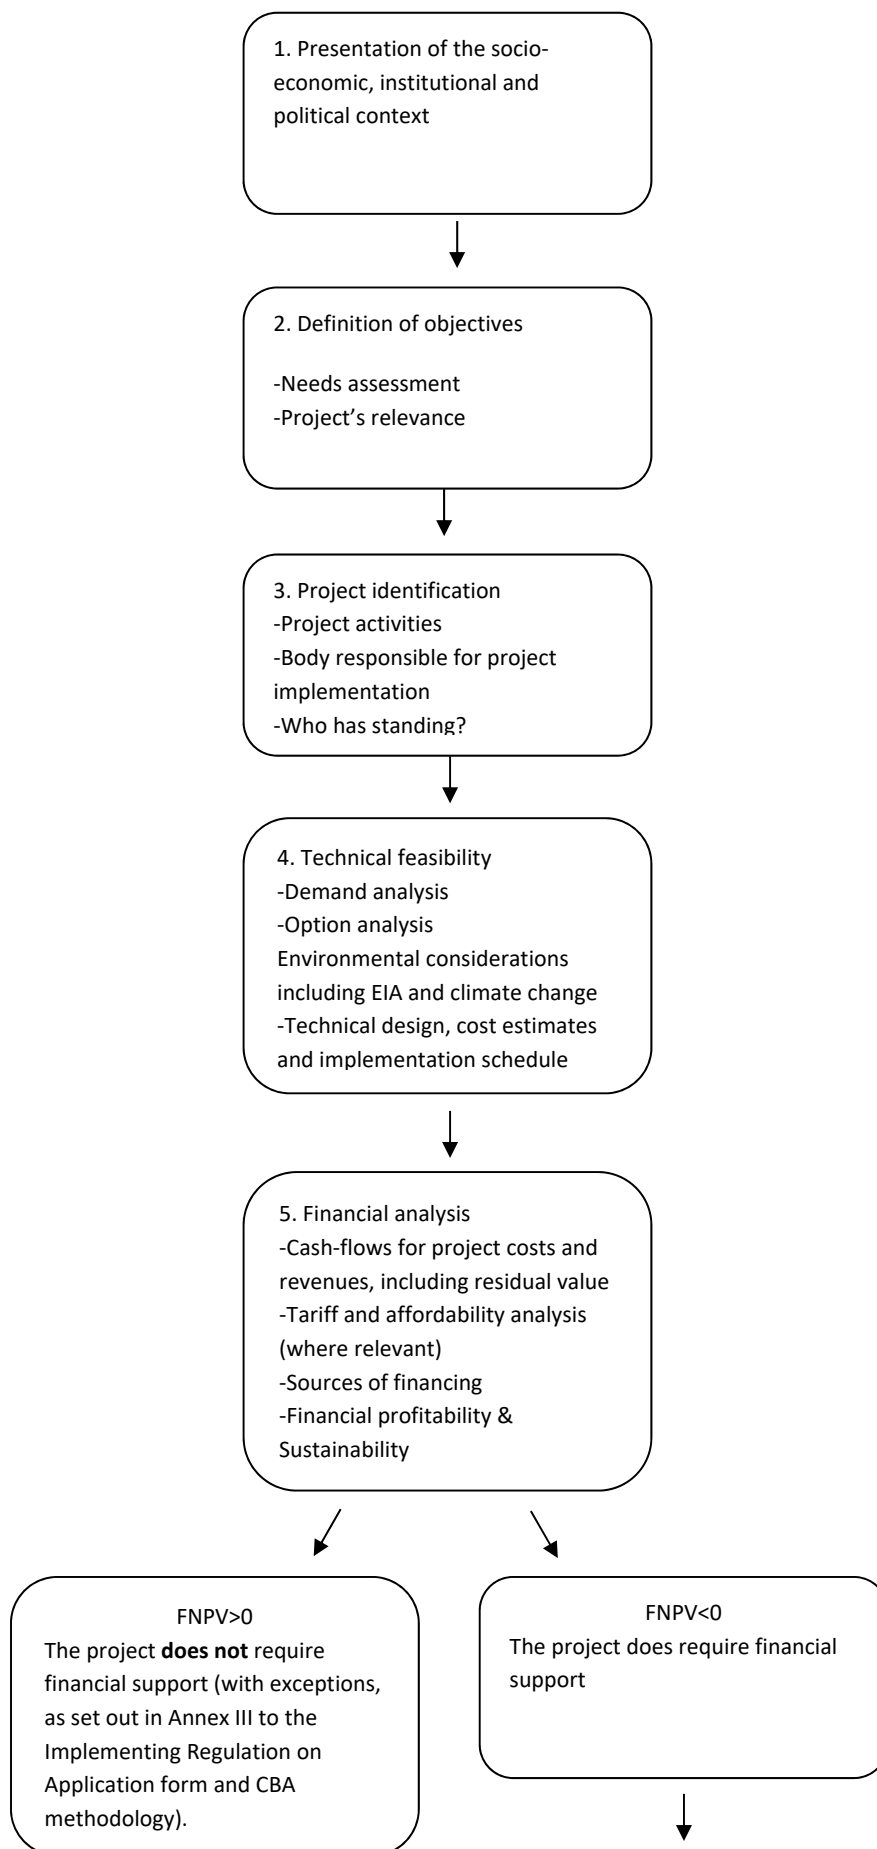 1. Presentation of the socio-
economic, institutional and
political context
2. Definition of objectives
-Needs assessment
-Project’s relevance
3. Project identification
-Project activities
-Body responsible for project
implementation
-Who has standing?
4. Technical feasibility
-Demand analysis
-Option analysis
Environmental considerations
including EIA and climate change
-Technical design, cost estimates
and implementation schedule
5. Financial analysis
-Cash-flows for project costs and
revenues, including residual value
-Tariff and affordability analysis
(where relevant)
-Sources of financing
-Financial profitability &
Sustainability
FNPV>0
The project does not require
financial support (with exceptions,
as set out in Annex III to the
Implementing Regulation on
Application form and CBA
methodology).
FNPV<0
The project does require financial
support